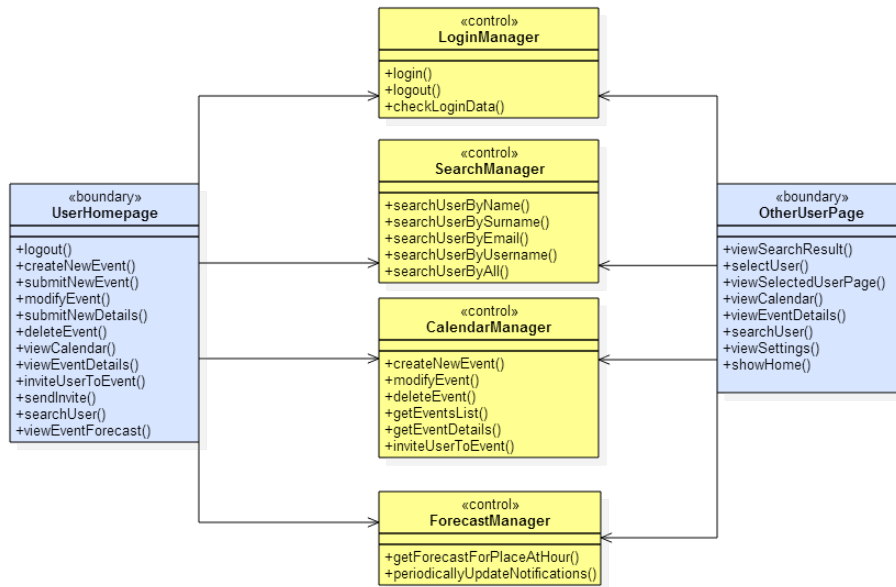 «control»
LoginManager
+login()
+logout()
+checkLoginData()
«control»
SearchManager
+searchUserByName()
+searchUserBySurname()
+searchUserByEmail()
+searchUserByUsername()
+searchUserByAll()
«boundary»
UserHomepage
+logout()
+createNewEvent()
+submitNewEvent()
+modifyEvent()
+submitNewDetails()
+deleteEvent()
+viewCalendar()
+viewEventDetails()
+inviteUserToEvent()
+sendInvite()
+searchUser()
+viewEventForecast()
«boundary»
OtherUserPage
+viewSearchResult()
+selectUser()
+viewSelectedUserPage()
+viewCalendar()
+viewEventDetails()
+searchUser()
+viewSettings()
+showHome()
«control»
CalendarManager
+createNewEvent()
+modifyEvent()
+deleteEvent()
+getEventsList()
+getEventDetails()
+inviteUserToEvent()
«control»
ForecastManager
+getForecastForPlaceAtHour()
+periodicallyUpdateNotifications()